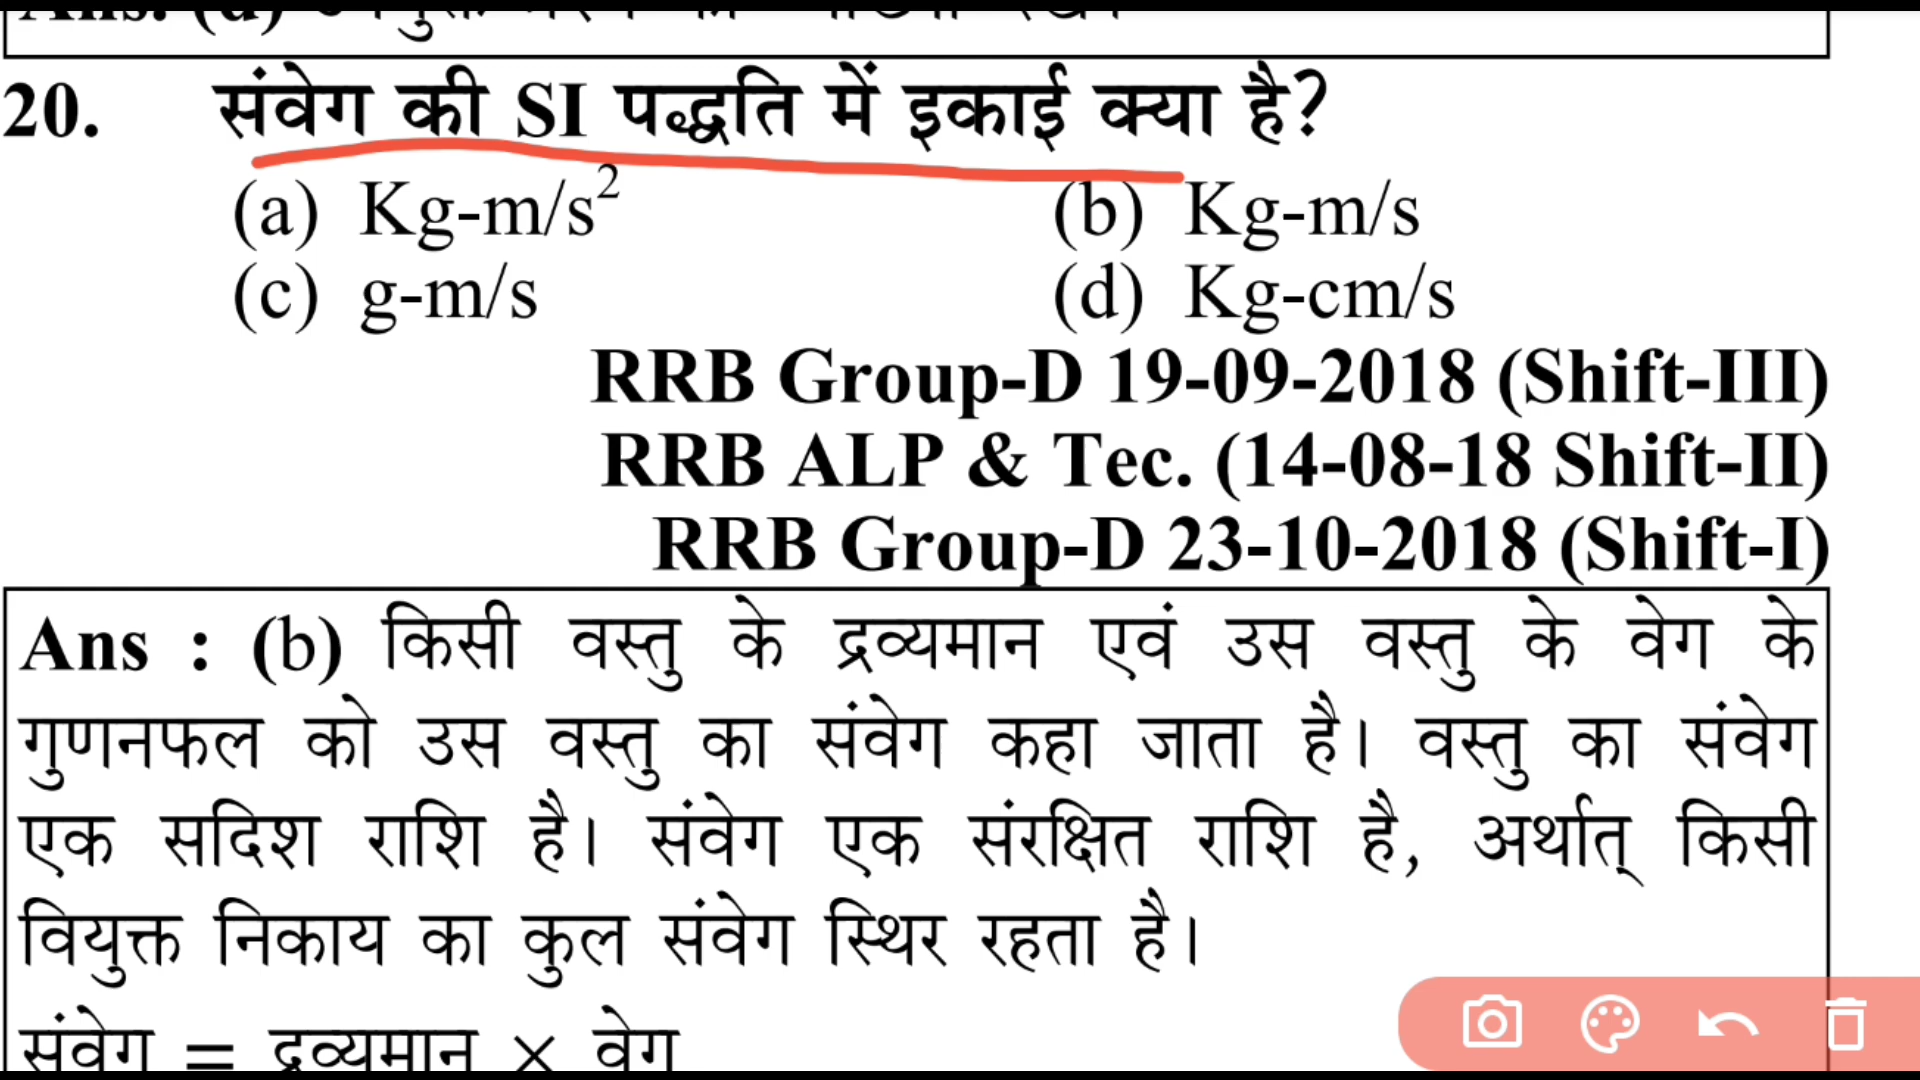 20. संवेग की SI पद्धति में इकाई क्या है?
(a) Kg-m/s² (b) Kg-m/s
(c) g-m/s (d) Kg-cm/s
RRB Group-D 19-09-2018 (Shift-III)
RRB ALP & Tec. (14-08-18 Shift-II)
RRB Group-D 23-10-2018 (Shift-I)
Ans : (b) किसी वस्तु के द्रव्यमान एवं उस वस्तु के वेग के
गुणनफल को उस वस्तु का संवेग कहा जाता है। वस्तु का संवेग
एक सदिश राशि है। संवेग एक संरक्षित राशि है, अर्थात् किसी
वियुक्त निकाय का कुल संवेग स्थिर रहता है।
संवेग = द्रव्यमान × वेग